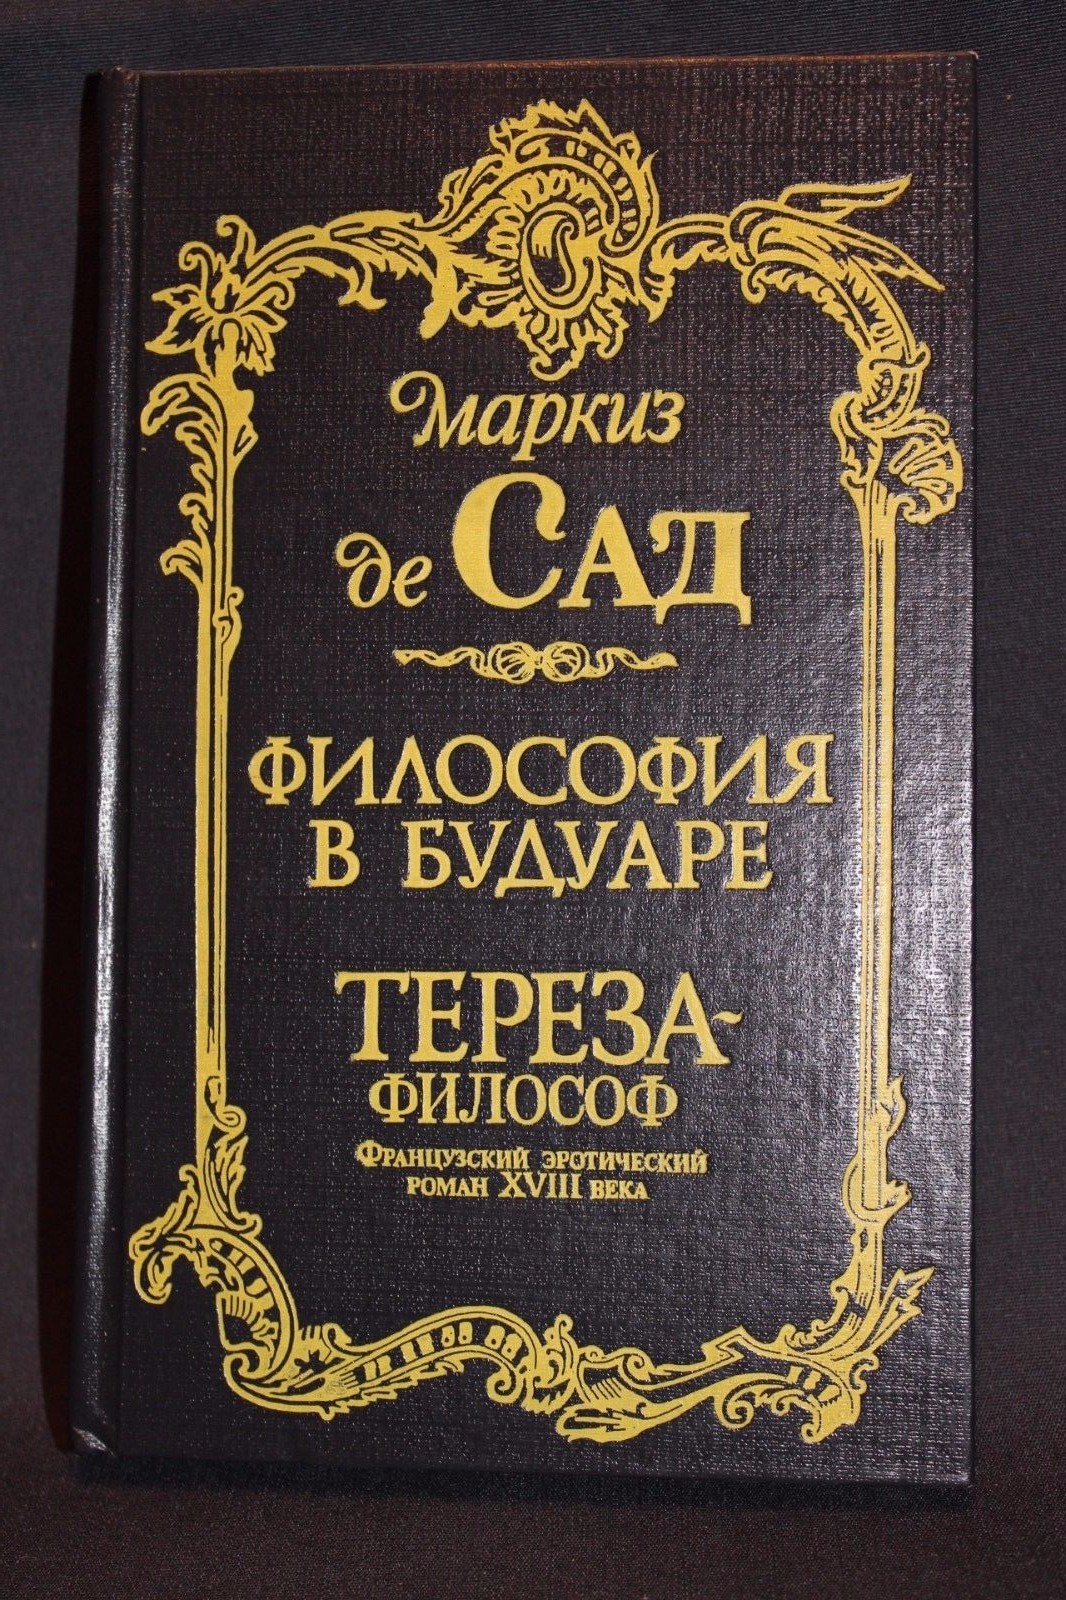 Маркиз
де САД
ФИЛОСОФИЯ
В БУДУАРЕ
ТЕРЕЗА-
ФИЛОСОФ
ФРАНЦУЗСКИЙ ЭРОТИЧЕСКИЙ
РОМАН XVIII ВЕКА